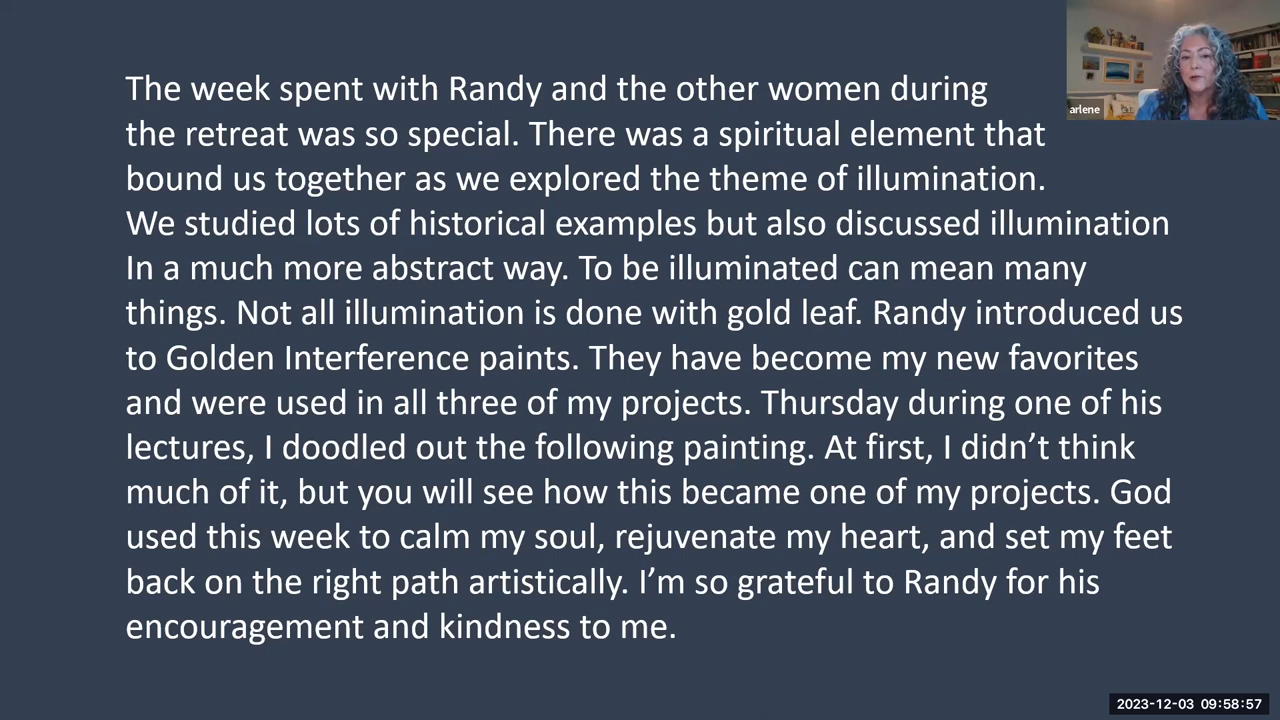 The week spent with Randy and the other women during
the retreat was so special. There was a spiritual element that
bound us together as we explored the theme of illumination.
We studied lots of historical examples but also discussed illumination
In a much more abstract way. To be illuminated can mean many
things. Not all illumination is done with gold leaf. Randy introduced us
to Golden Interference paints. They have become my new favorites
and were used in all three of my projects. Thursday during one of his
lectures, I doodled out the following painting. At first, I didn’t think
much of it, but you will see how this became one of my projects. God
used this week to calm my soul, rejuvenate my heart, and set my feet
back on the right path artistically. I’m so grateful to Randy for his
encouragement and kindness to me.
arlene
2023-12-03 09:58:57